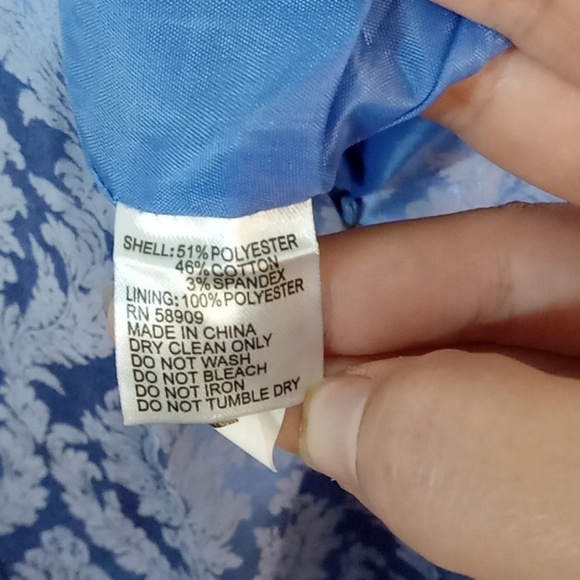 SHELL:51%POLYESTER
46%COTTON
3%SPANDEX
LINING:100%POLYESTER
RN 58909
MADE IN CHINA
DRY CLEAN ONLY
DO NOT WASH
DO NOT BLEACH
DO NOT IRON
DO NOT TUMBLE DRY